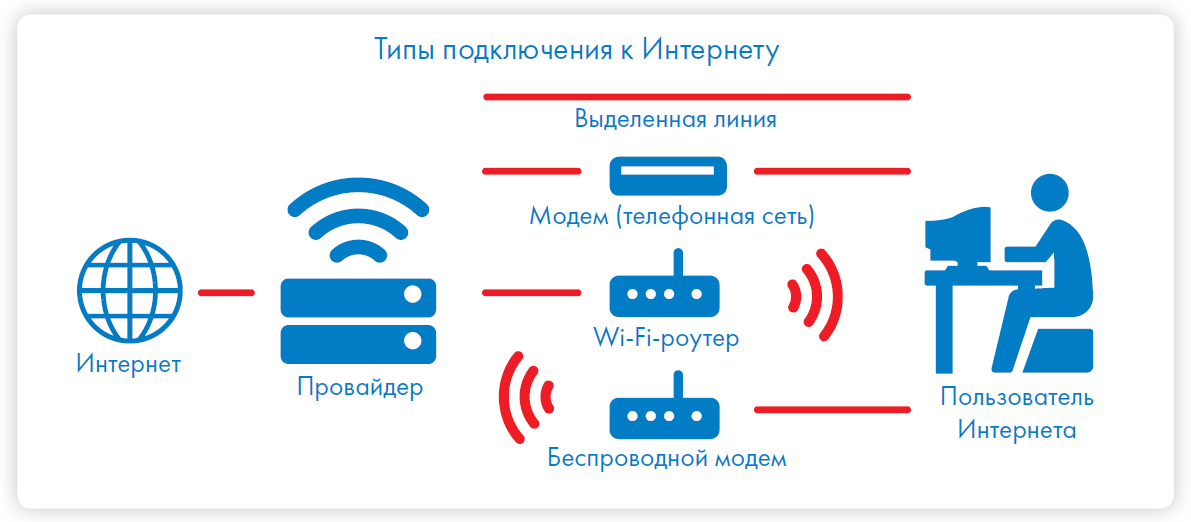 Типы подключения к Интернету
Выделенная линия
Модем (телефонная сеть)
Wi-Fi-роутер
Беспроводной модем
Интернет
Провайдер
Пользователь
Интернета